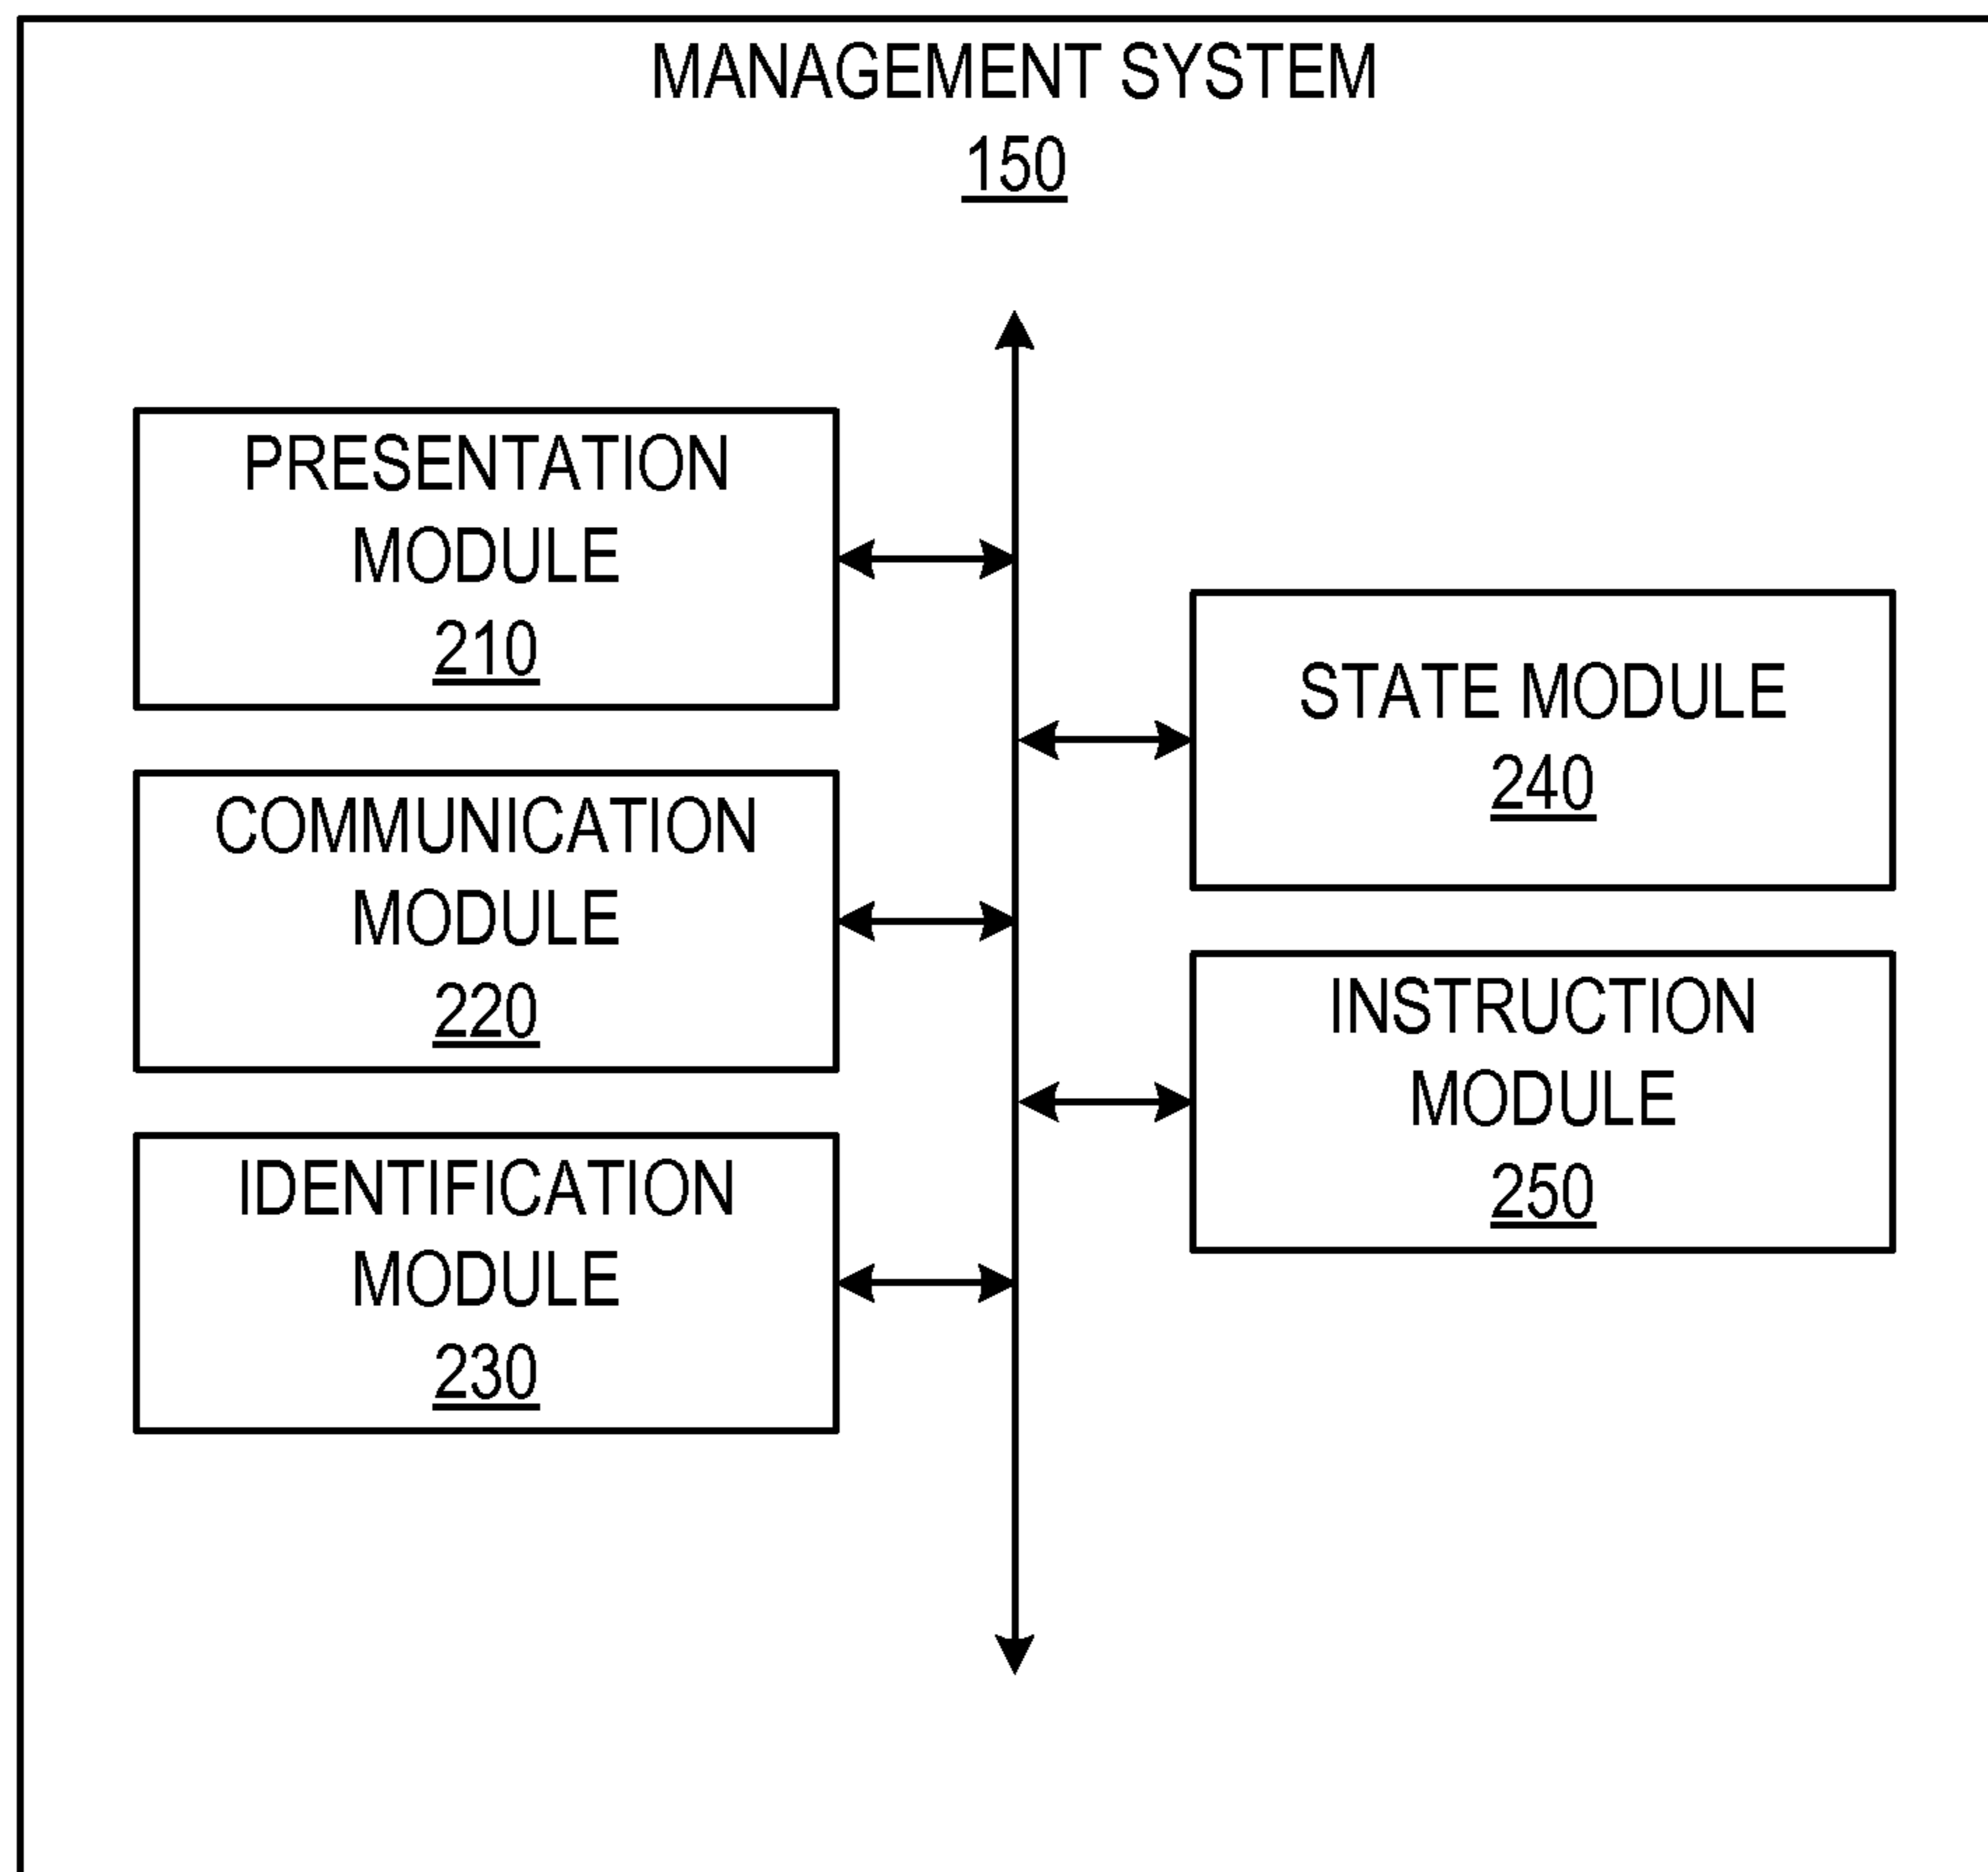 MANAGEMENT SYSTEM
150
PRESENTATION
MODULE
210
COMMUNICATION
MODULE
220
IDENTIFICATION
MODULE
230
STATE MODULE
240
INSTRUCTION
MODULE
250